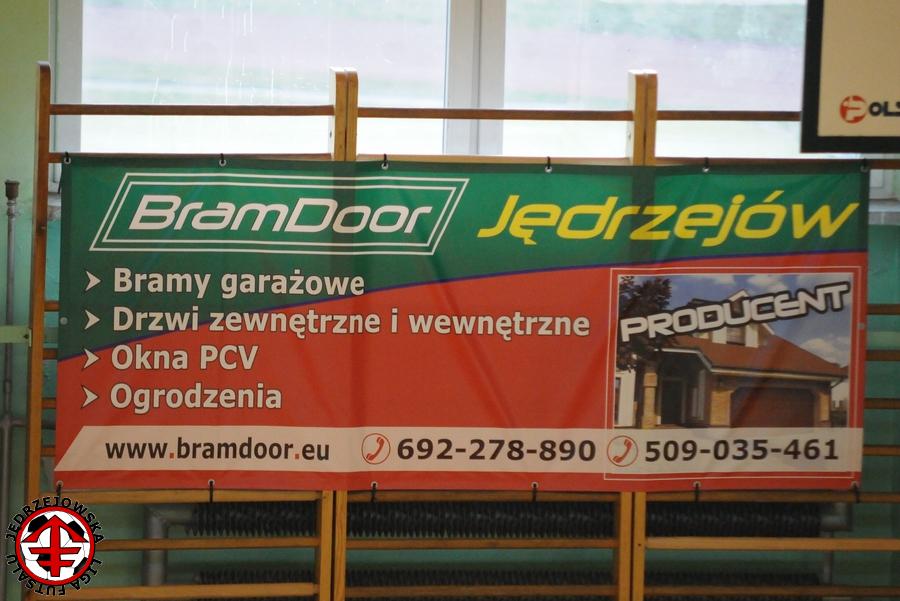 BramDoor Jędrzejów
Bramy garażowe
Drzwi zewnętrzne i wewnętrzne
Okna PCV
Ogrodzenia
PRODUCENT
www.bramdoor.eu 692-278-890 509-035-461
JĘDRZEJOWSKA LIGA FUTSALU